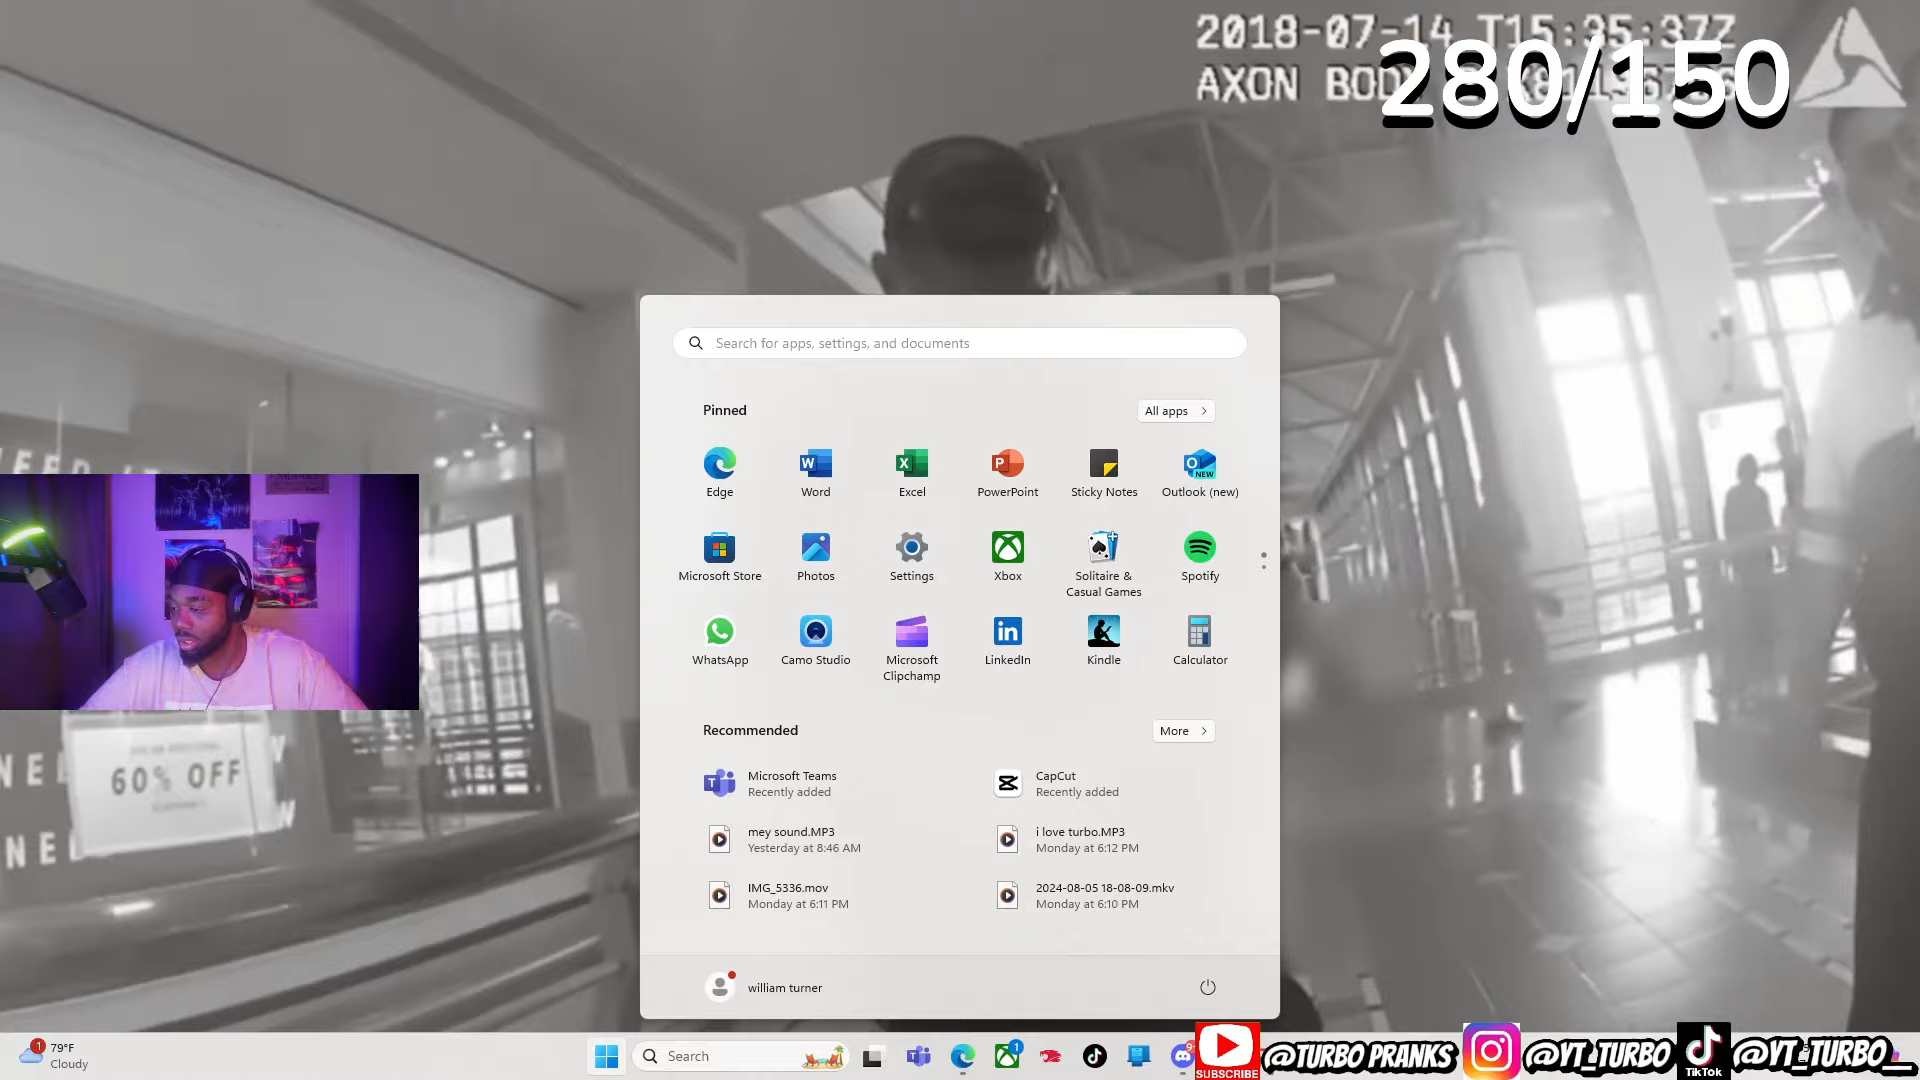 2018-07-14 T15:35:37Z
AXON BODY
280/150
Search for apps, settings, and documents
Pinned
All apps
Edge
Word
Excel
PowerPoint
Sticky Notes
Outlook (new)
Microsoft Store
Photos
Settings
Xbox
Solitaire &
Casual Games
Spotify
WhatsApp
Camo Studio
Microsoft
Clipchamp
LinkedIn
Kindle
Calculator
Recommended
More
Microsoft Teams
Recently added
CapCut
Recently added
mey sound.MP3
Yesterday at 8:46 AM
i love turbo.MP3
Monday at 6:12 PM
IMG_5336.mov
Monday at 6:11 PM
2024-08-05 18-08-09.mkv
Monday at 6:10 PM
william turner
60% OFF
79°F
Cloudy
Search
SUBSCRIBE
@TURBO PRANKS
@YT_TURBO
TikTok
@YT_TURBO__